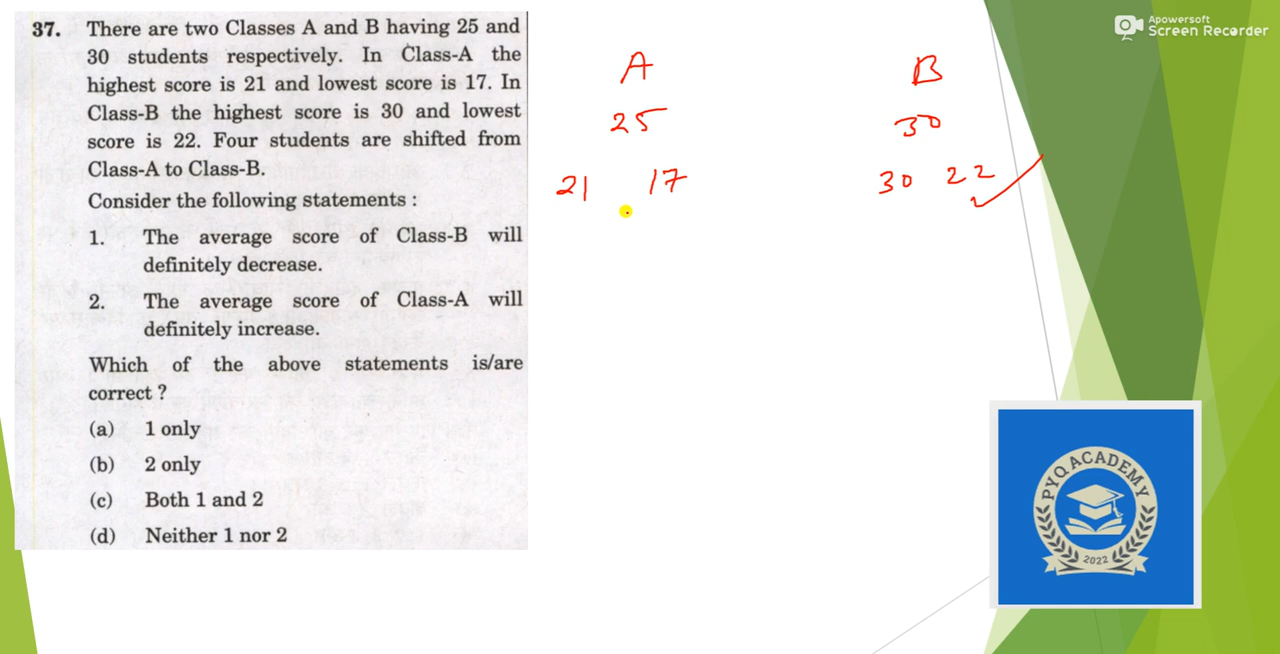 37. There are two Classes A and B having 25 and
30 students respectively. In Class-A the
highest score is 21 and lowest score is 17. In
Class-B the highest score is 30 and lowest
score is 22. Four students are shifted from
Class-A to Class-B.
Consider the following statements :
1. The average score of Class-B will
definitely decrease.
2. The average score of Class-A will
definitely increase.
Which of the above statements is/are
correct ?
(a) 1 only
(b) 2 only
(c) Both 1 and 2
(d) Neither 1 nor 2
A B
25 30
21 17 30 22
Apowersoft
Screen Recorder
PYQ ACADEMY
2022